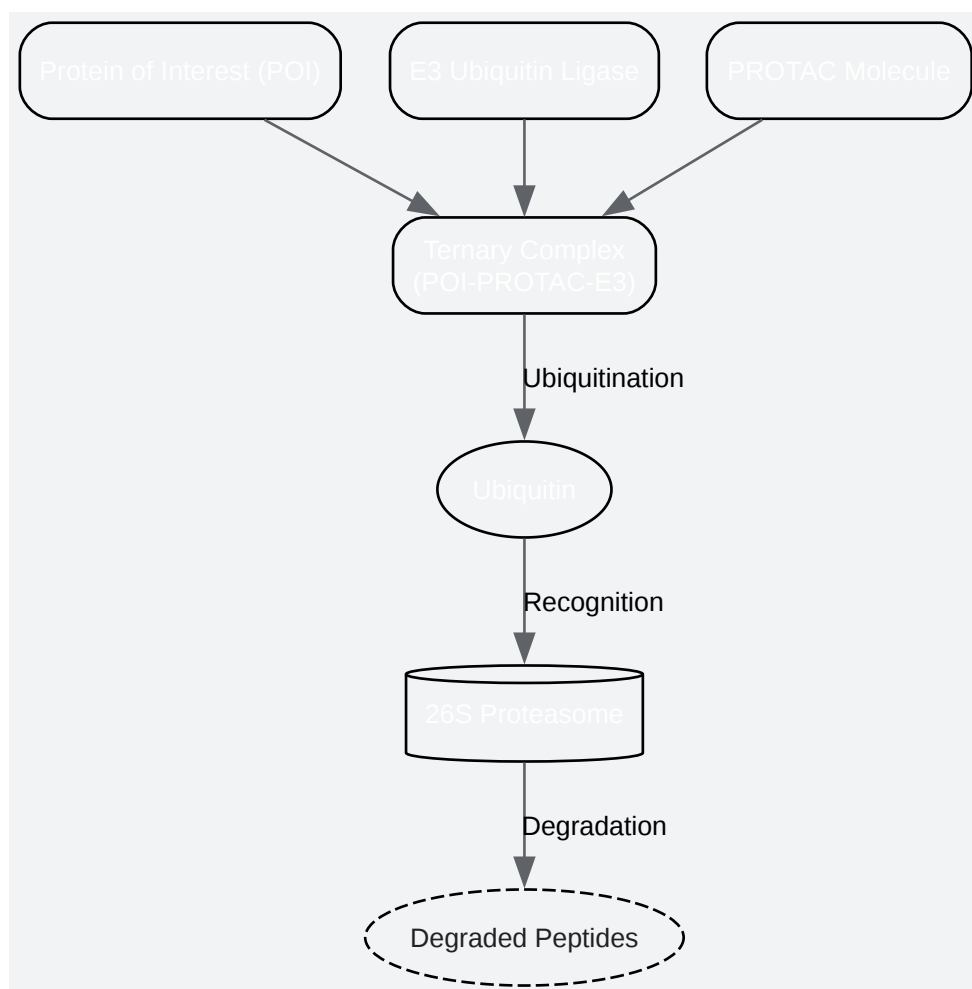 Protein of Interest (POI)
E3 Ubiquitin Ligase
PROTAC Molecule
Ternary Complex
(POI-PROTAC-E3)
Ubiquitination
Ubiquitin
Recognition
26S Proteasome
Degradation
Degraded Peptides